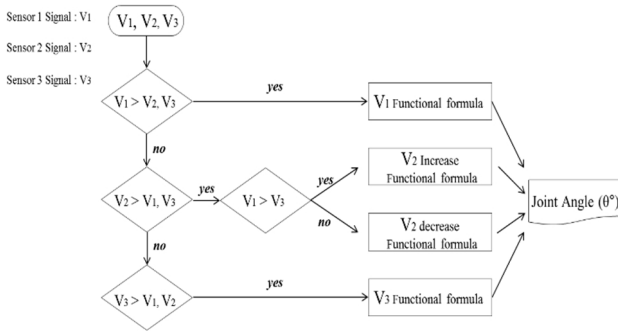 Sensor 1 Signal : V1
Sensor 2 Signal : V2
Sensor 3 Signal : V3
V1, V2, V3
V1 > V2, V3
yes
V1 Functional formula
no
V2 > V1, V3
yes
V1 > V3
yes
V2 Increase
Functional formula
no
V2 decrease
Functional formula
Joint Angle (θ°)
no
V3 > V1, V2
yes
V3 Functional formula